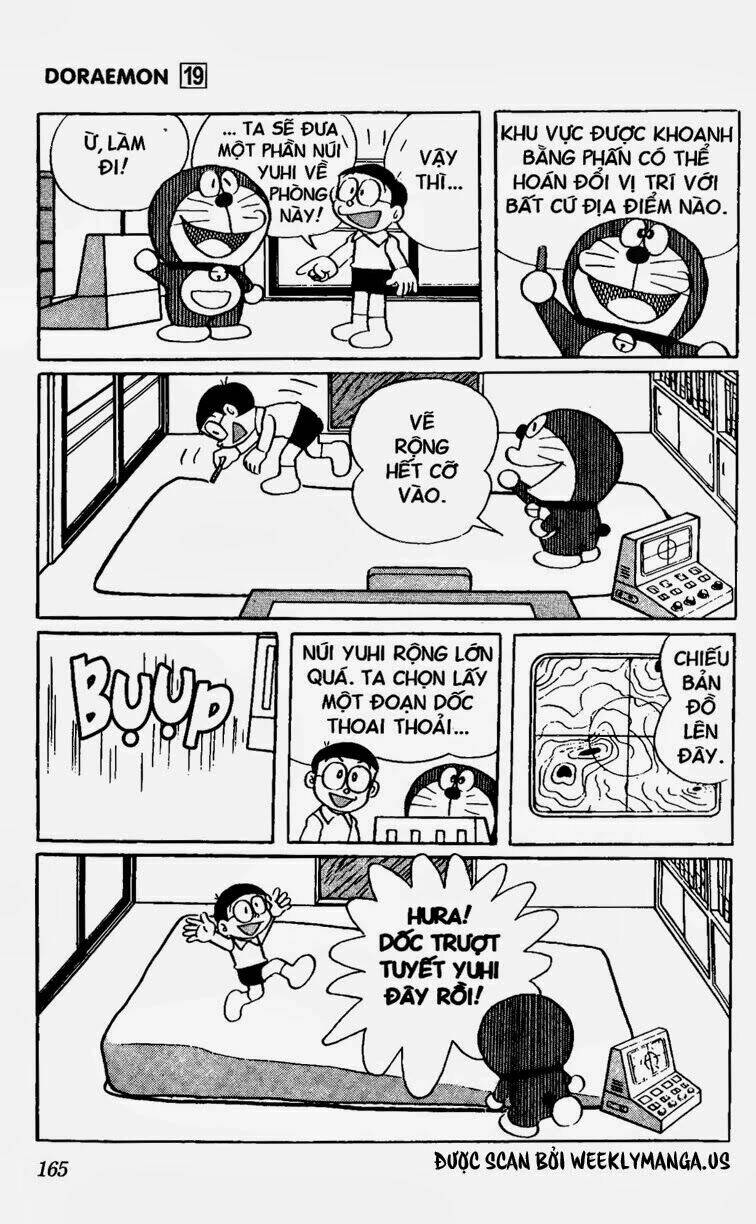 DORAEMON 19
KHU VỰC ĐƯỢC KHOANH
BẰNG PHẤN CÓ THỂ
HOÁN ĐỔI VỊ TRÍ VỚI
BẤT CỨ ĐỊA ĐIỂM NÀO.
VẬY
THÌ...
... TA SẼ ĐƯA
MỘT PHẦN NÚI
YUHI VỀ
PHÒNG
NÀY!
Ừ, LÀM
ĐI!
VẼ
RỘNG
HẾT CỠ
VÀO.
CHIẾU
BẢN
ĐỒ
LÊN
ĐÂY.
NÚI YUHI RỘNG LỚN
QUÁ. TA CHỌN LẤY
MỘT ĐOẠN DỐC
THOAI THOẢI...
BỤỤP
HURA!
DỐC TRƯỢT
TUYẾT YUHI
ĐÂY RỒI!
165
ĐƯỢC SCAN BỞI WEEKLYMANGA.US